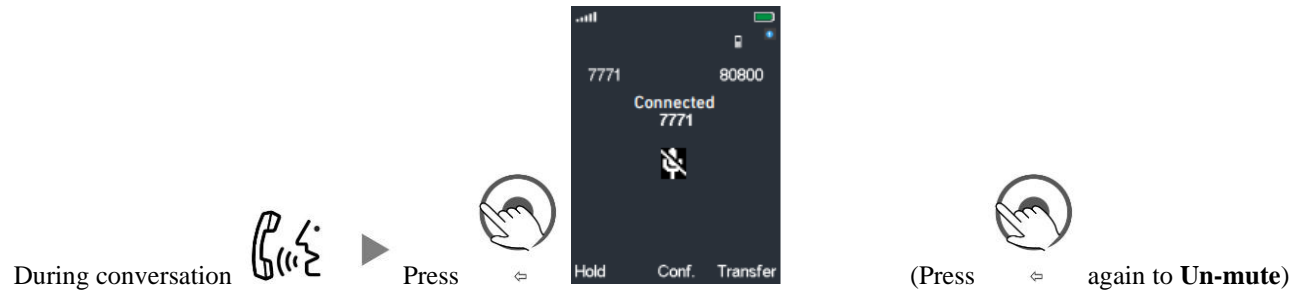 7771 80800
Connected
7771
Hold Conf. Transfer
During conversation Press ⇦ (Press ⇦ again to Un-mute)